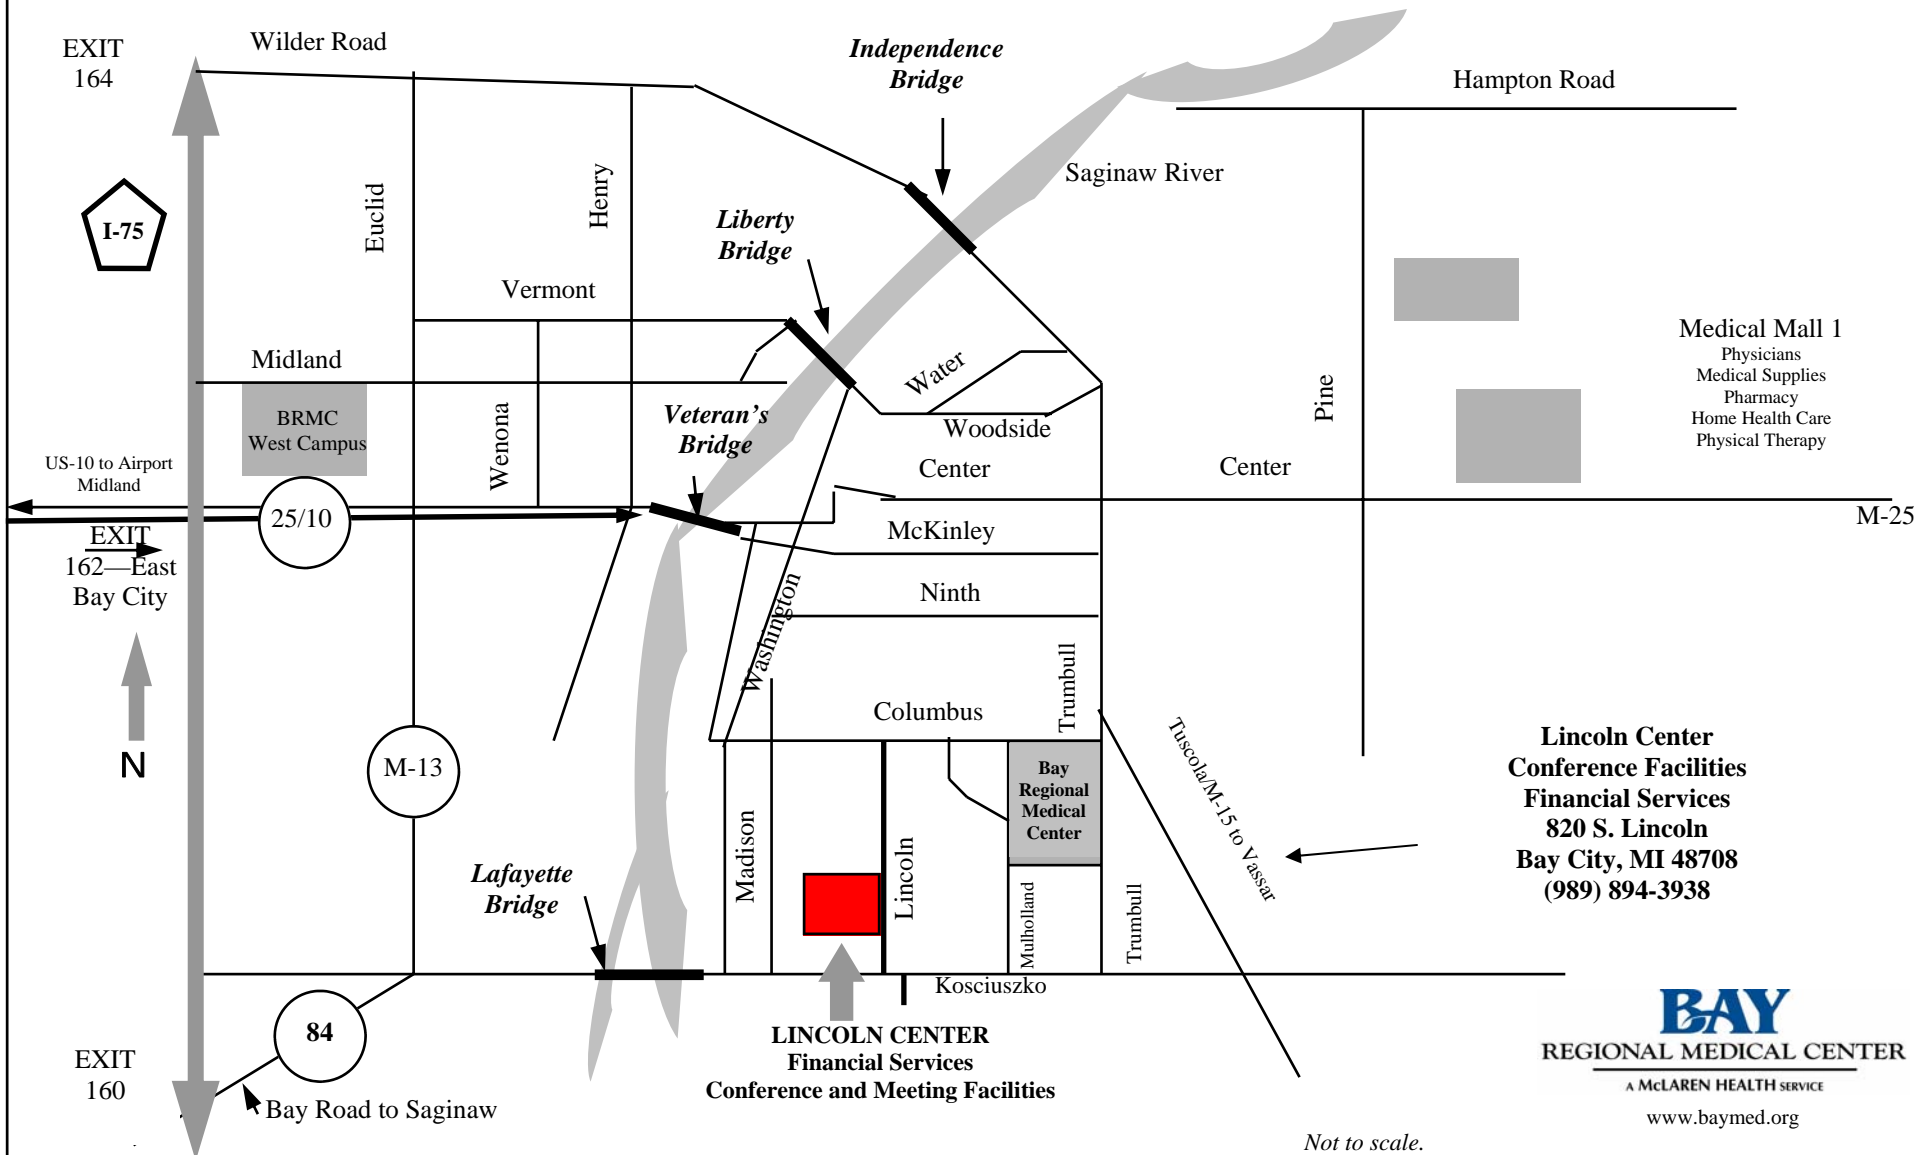 EXIT
164
Wilder Road
Independence
Bridge
Hampton Road
I-75
Euclid
Henry
Saginaw River
Liberty
Bridge
Vermont
Midland
BRMC
West Campus
Wenona
Veteran's
Bridge
Water
Woodside
Center
Center
Pine
Medical Mall 1
Physicians
Medical Supplies
Pharmacy
Home Health Care
Physical Therapy
US-10 to Airport
Midland
25/10
M-25
EXIT
162—East
Bay City
McKinley
Ninth
Washington
Trumbull
Columbus
N
M-13
Bay
Regional
Medical
Center
Tuscola/M-15 to Vassar
Lincoln Center
Conference Facilities
Financial Services
820 S. Lincoln
Bay City, MI 48708
(989) 894-3938
Madison
Lincoln
Lafayette
Bridge
Mulholland
Trumbull
Kosciuszko
84
EXIT
160
Bay Road to Saginaw
LINCOLN CENTER
Financial Services
Conference and Meeting Facilities
BAY
REGIONAL MEDICAL CENTER
A McLAREN HEALTH SERVICE
www.baymed.org
Not to scale.